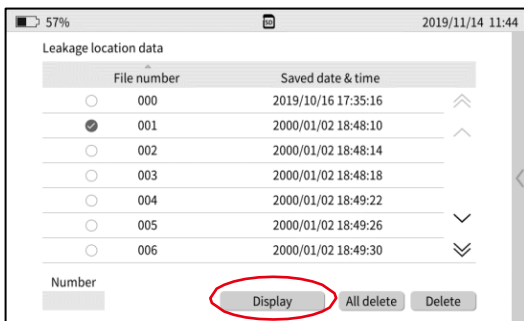 57% SD 2019/11/14 11:44
Leakage location data
File number Saved date & time
000 2019/10/16 17:35:16
001 2000/01/02 18:48:10
002 2000/01/02 18:48:14
003 2000/01/02 18:48:18
004 2000/01/02 18:49:22
005 2000/01/02 18:49:26
006 2000/01/02 18:49:30
Number
Display All delete Delete